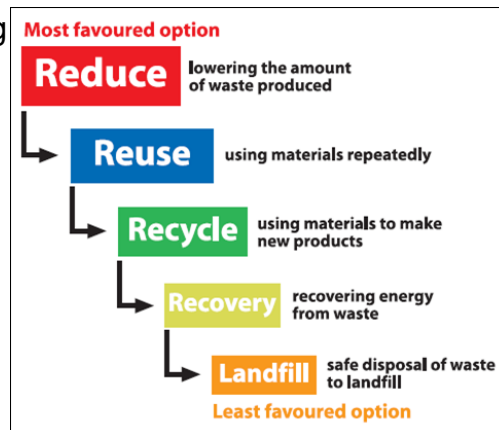 g
Most favoured option
Reduce
lowering the amount
of waste produced
Reuse
using materials repeatedly
Recycle
using materials to make
new products
Recovery
recovering energy
from waste
Landfill
safe disposal of waste
to landfill
Least favoured option